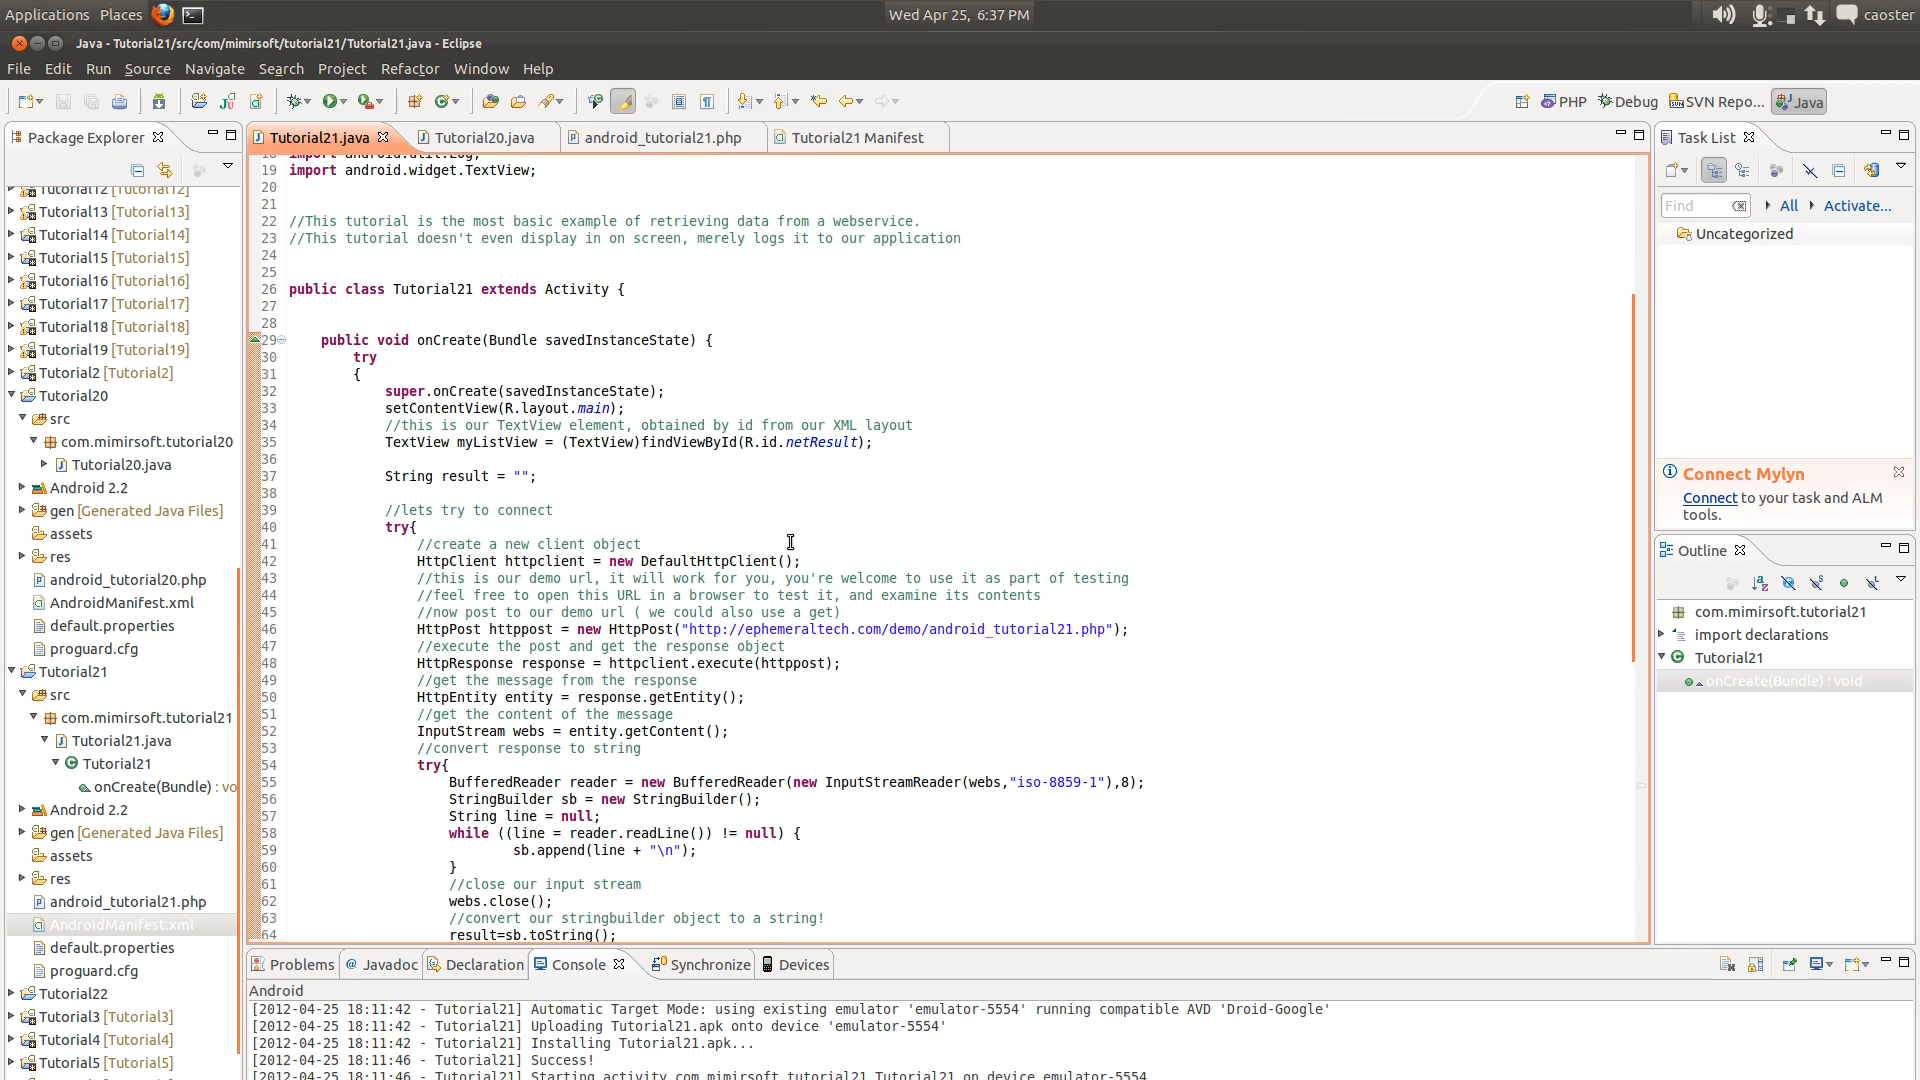 Applications Places Wed Apr 25, 6:37 PM caoster
Java - Tutorial21/src/com/mimirsoft/tutorial21/Tutorial21.java - Eclipse
File Edit Run Source Navigate Search Project Refactor Window Help
PHP Debug SVN Repo... Java
Package Explorer
Tutorial12 [Tutorial12]
Tutorial13 [Tutorial13]
Tutorial14 [Tutorial14]
Tutorial15 [Tutorial15]
Tutorial16 [Tutorial16]
Tutorial17 [Tutorial17]
Tutorial18 [Tutorial18]
Tutorial19 [Tutorial19]
Tutorial2 [Tutorial2]
Tutorial20
src
com.mimirsoft.tutorial20
Tutorial20.java
Android 2.2
gen [Generated Java Files]
assets
res
android_tutorial20.php
AndroidManifest.xml
default.properties
proguard.cfg
Tutorial21
src
com.mimirsoft.tutorial21
Tutorial21.java
Tutorial21
onCreate(Bundle) : vo
Android 2.2
gen [Generated Java Files]
assets
res
android_tutorial21.php
AndroidManifest.xml
default.properties
proguard.cfg
Tutorial22
Tutorial3 [Tutorial3]
Tutorial4 [Tutorial4]
Tutorial5 [Tutorial5]
Tutorial21.java Tutorial20.java android_tutorial21.php Tutorial21 Manifest
18 import android.util.Log;
19 import android.widget.TextView;
20
21
22 //This tutorial is the most basic example of retrieving data from a webservice.
23 //This tutorial doesn't even display in on screen, merely logs it to our application
24
25
26 public class Tutorial21 extends Activity {
27
28
29 public void onCreate(Bundle savedInstanceState) {
30 try
31 {
32 super.onCreate(savedInstanceState);
33 setContentView(R.layout.main);
34 //this is our TextView element, obtained by id from our XML layout
35 TextView myListView = (TextView)findViewById(R.id.netResult);
36
37 String result = "";
38
39 //lets try to connect
40 try{
41 //create a new client object
42 HttpClient httpclient = new DefaultHttpClient();
43 //this is our demo url, it will work for you, you're welcome to use it as part of testing
44 //feel free to open this URL in a browser to test it, and examine its contents
45 //now post to our demo url ( we could also use a get)
46 HttpPost httppost = new HttpPost("http://ephemeraltech.com/demo/android_tutorial21.php");
47 //execute the post and get the response object
48 HttpResponse response = httpclient.execute(httppost);
49 //get the message from the response
50 HttpEntity entity = response.getEntity();
51 //get the content of the message
52 InputStream webs = entity.getContent();
53 //convert response to string
54 try{
55 BufferedReader reader = new BufferedReader(new InputStreamReader(webs,"iso-8859-1"),8);
56 StringBuilder sb = new StringBuilder();
57 String line = null;
58 while ((line = reader.readLine()) != null) {
59 sb.append(line + "\n");
60 }
61 //close our input stream
62 webs.close();
63 //convert our stringbuilder object to a string!
64 result=sb.toString();
Task List
Find All Activate...
Uncategorized
Connect Mylyn
Connect to your task and ALM
tools.
Outline
com.mimirsoft.tutorial21
import declarations
Tutorial21
onCreate(Bundle) : void
Problems Javadoc Declaration Console Synchronize Devices
Android
[2012-04-25 18:11:42 - Tutorial21] Automatic Target Mode: using existing emulator 'emulator-5554' running compatible AVD 'Droid-Google'
[2012-04-25 18:11:42 - Tutorial21] Uploading Tutorial21.apk onto device 'emulator-5554'
[2012-04-25 18:11:42 - Tutorial21] Installing Tutorial21.apk...
[2012-04-25 18:11:46 - Tutorial21] Success!
[2012-04-25 18:11:46 - Tutorial21] Starting activity com.mimirsoft.tutorial21.Tutorial21 on device emulator-5554